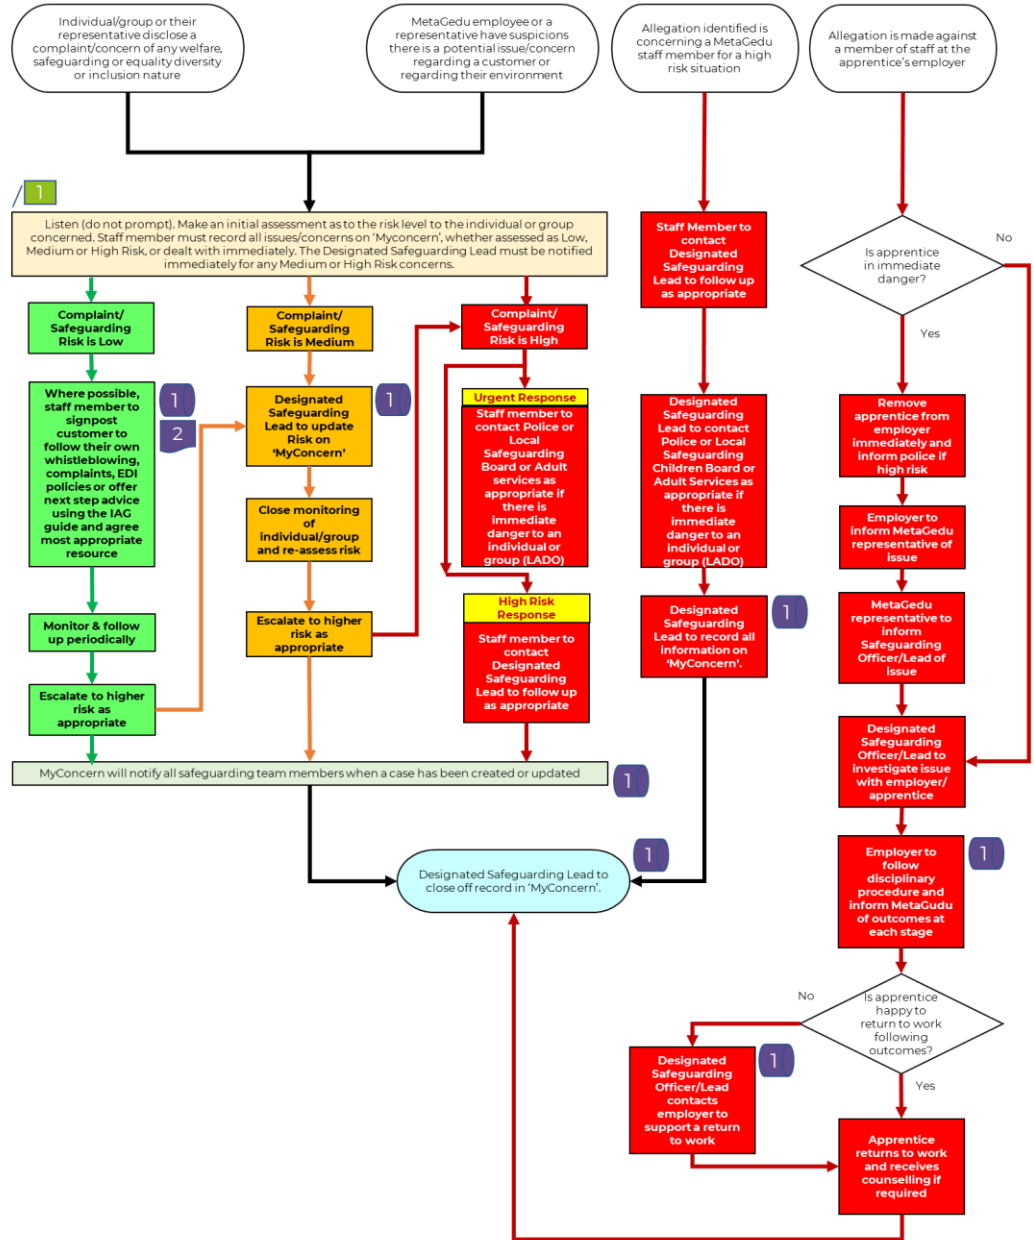 Individual/group or their
representative disclose a
complaint/concern of any welfare,
safeguarding or equality diversity
or inclusion nature
MetaGedu employee or a
representative have suspicions
there is a potential issue/concern
regarding a customer or
regarding their environment
Allegation identified is
concerning a MetaGedu
staff member for a high
risk situation
Allegation is made against
a member of staff at the
apprentice's employer
1
Listen (do not prompt). Make an initial assessment as to the risk level to the individual or group
concerned. Staff member must record all issues/concerns on 'Myconcern', whether assessed as Low,
Medium or High Risk, or dealt with immediately. The Designated Safeguarding Lead must be notified
immediately for any Medium or High Risk concerns.
Staff Member to
contact
Designated
Safeguarding
Lead to follow up
as appropriate
Is apprentice
in immediate
danger?
No
Yes
Complaint/
Safeguarding
Risk is Low
Complaint/
Safeguarding
Risk is Medium
Complaint/
Safeguarding
Risk is High
Where possible,
staff member to
signpost
customer to
follow their own
whistleblowing,
complaints, EDI
policies or offer
next step advice
using the IAG
guide and agree
most appropriate
resource
1
2
Designated
Safeguarding
Lead to update
Risk on
'MyConcern'
1
Urgent Response
Staff member to
contact Police or
Local
Safeguarding
Board or Adult
services as
appropriate if
there is
immediate
danger to an
individual or
group (LADO)
Designated
Safeguarding
Lead to contact
Police or Local
Safeguarding
Children Board or
Adult Services as
appropriate if
there is
immediate
danger to an
individual or
group (LADO)
Remove
apprentice from
employer
immediately and
inform police if
high risk
Close monitoring
of
individual/group
and re-assess risk
Employer to
inform MetaGedu
representative of
issue
Monitor & follow
up periodically
Escalate to higher
risk as
appropriate
High Risk
Response
Staff member to
contact
Designated
Safeguarding
Lead to follow up
as appropriate
Designated
Safeguarding
Lead to record all
information on
'MyConcern'.
1
MetaGedu
representative to
inform
Safeguarding
Officer/Lead of
issue
Escalate to higher
risk as
appropriate
Designated
Safeguarding
Officer/Lead to
investigate issue
with employer/
apprentice
MyConcern will notify all safeguarding team members when a case has been created or updated
1
Designated Safeguarding Lead to
close off record in 'MyConcern'.
1
Employer to
follow
disciplinary
procedure and
inform MetaGudu
of outcomes at
each stage
1
Is apprentice
happy to
return to work
following
outcomes?
No
Yes
Designated
Safeguarding
Officer/Lead
contacts
employer to
support a return
to work
1
Apprentice
returns to work
and receives
counselling if
required